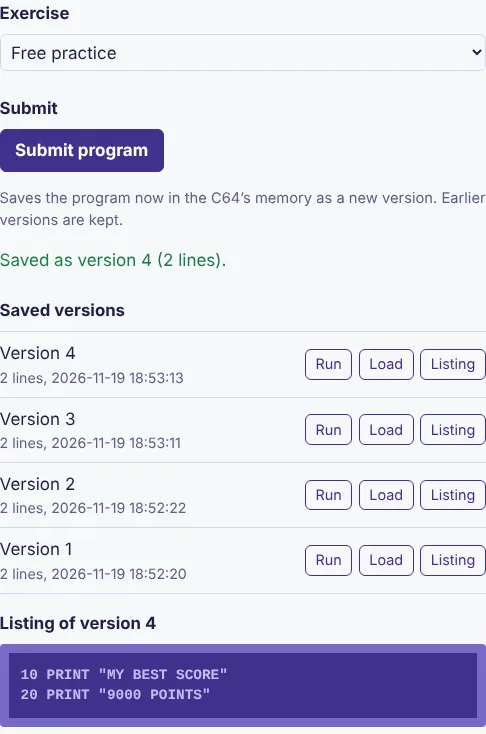 Exercise
Free practice
Submit
Submit program
Saves the program now in the C64’s memory as a new version. Earlier
versions are kept.
Saved as version 4 (2 lines).
Saved versions
Version 4
2 lines, 2026-11-19 18:53:13
Run Load Listing
Version 3
2 lines, 2026-11-19 18:53:11
Run Load Listing
Version 2
2 lines, 2026-11-19 18:52:22
Run Load Listing
Version 1
2 lines, 2026-11-19 18:52:20
Run Load Listing
Listing of version 4
10 PRINT "MY BEST SCORE"
20 PRINT "9000 POINTS"